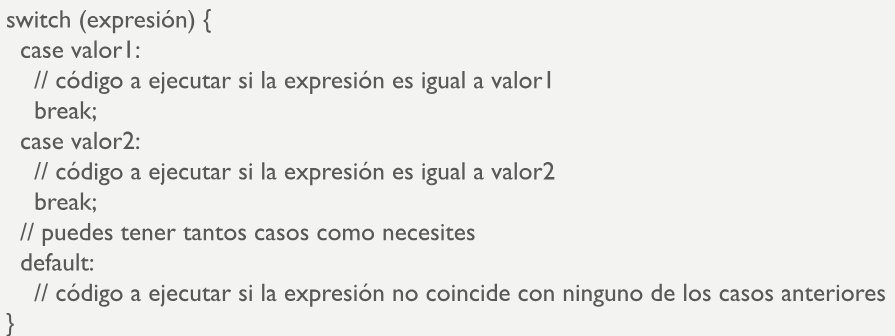 switch (expresión) {
case valor1:
// código a ejecutar si la expresión es igual a valor1
break;
case valor2:
// código a ejecutar si la expresión es igual a valor2
break;
// puedes tener tantos casos como necesites
default:
// código a ejecutar si la expresión no coincide con ninguno de los casos anteriores
}